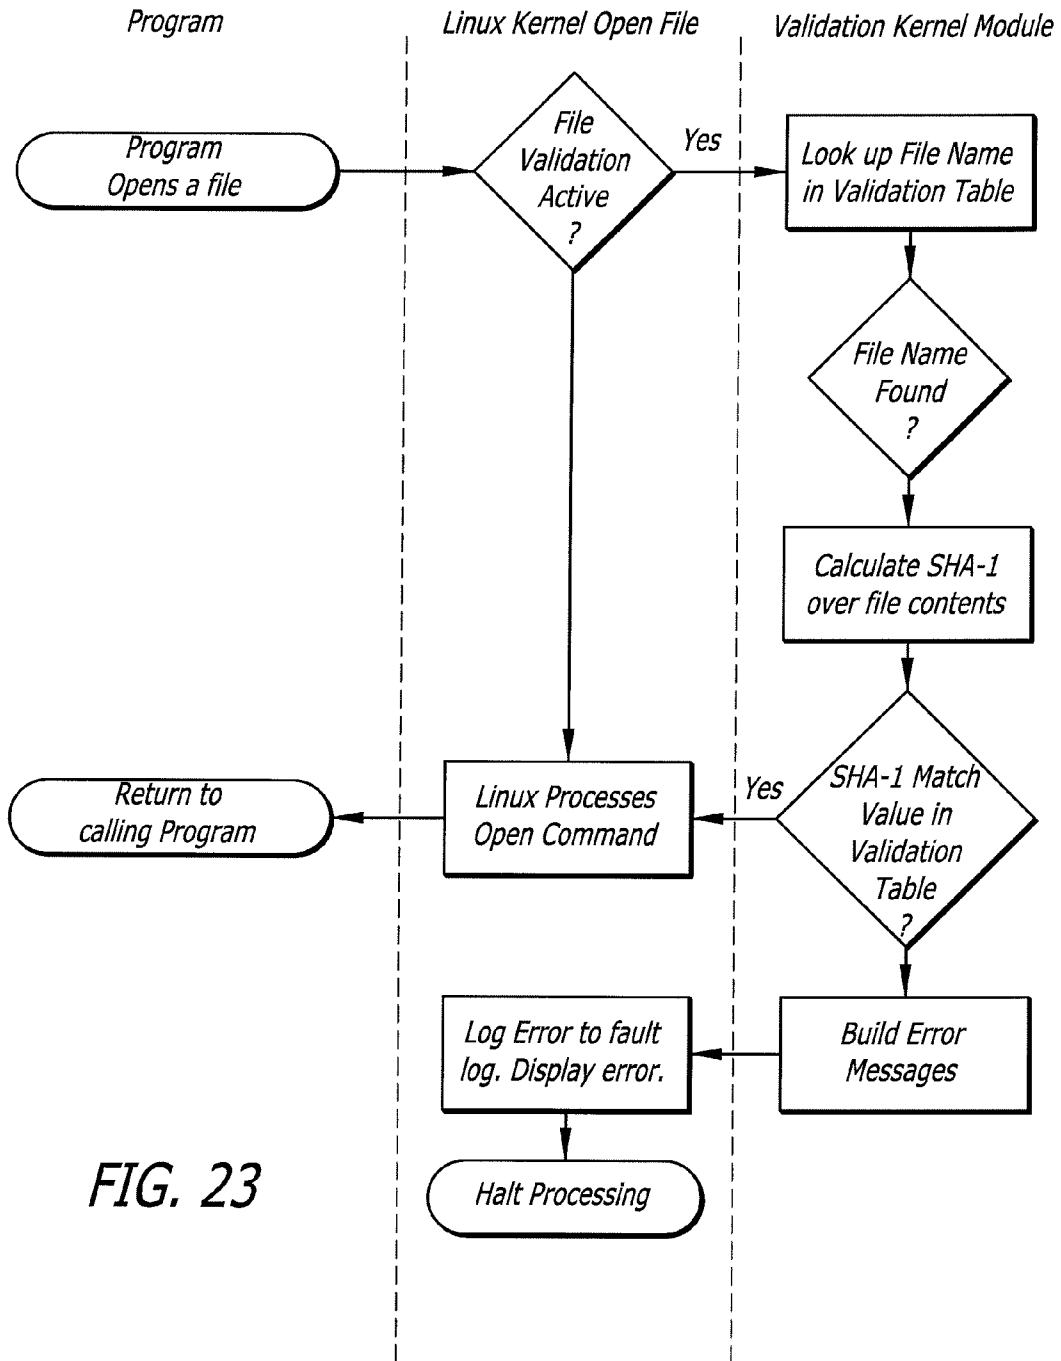 Program
Linux Kernel Open File
Validation Kernel Module
Program
Opens a file
File
Validation
Active
?
Yes
Look up File Name
in Validation Table
File Name
Found
?
Calculate SHA-1
over file contents
SHA-1 Match
Value in
Validation
Table
?
Yes
Linux Processes
Open Command
Return to
calling Program
Build Error
Messages
Log Error to fault
log. Display error.
Halt Processing
FIG. 23